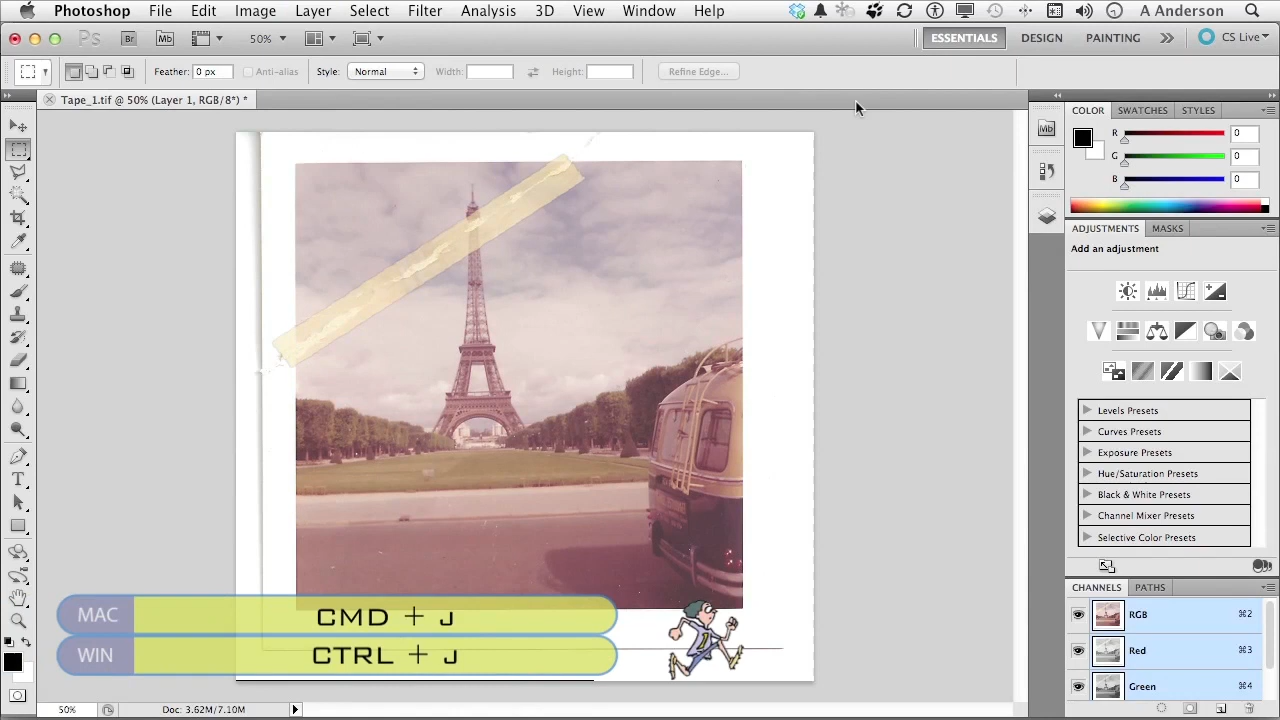 Photoshop File Edit Image Layer Select Filter Analysis 3D View Window Help A Anderson
Ps Br Mb 50% ESSENTIALS DESIGN PAINTING CS Live
Feather: 0 px Anti-alias Style: Normal Width: Height: Refine Edge...
Tape_1.tif @ 50% (Layer 1, RGB/8*) *
Mb
COLOR SWATCHES STYLES
R 0
G 0
B 0
ADJUSTMENTS MASKS
Add an adjustment
Levels Presets
Curves Presets
Exposure Presets
Hue/Saturation Presets
Black & White Presets
Channel Mixer Presets
Selective Color Presets
CHANNELS PATHS
RGB ⌘2
Red ⌘3
Green ⌘4
MAC CMD + J
WIN CTRL + J
50% Doc: 3.62M/7.10M